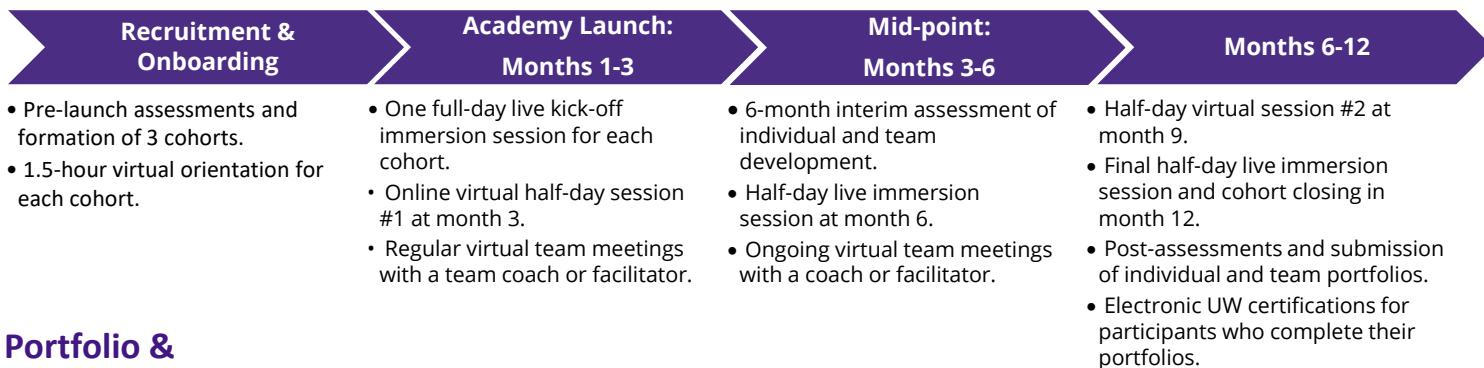 Recruitment &
Onboarding
• Pre-launch assessments and
formation of 3 cohorts.
• 1.5-hour virtual orientation for
each cohort.
Academy Launch:
Months 1-3
• One full-day live kick-off
immersion session for each
cohort.
• Online virtual half-day session
#1 at month 3.
• Regular virtual team meetings
with a team coach or facilitator.
Mid-point:
Months 3-6
• 6-month interim assessment of
individual and team
development.
• Half-day live immersion
session at month 6.
• Ongoing virtual team meetings
with a coach or facilitator.
Months 6-12
• Half-day virtual session #2 at
month 9.
• Final half-day live immersion
session and cohort closing in
month 12.
• Post-assessments and submission
of individual and team portfolios.
• Electronic UW certifications for
participants who complete their
portfolios.
Portfolio &